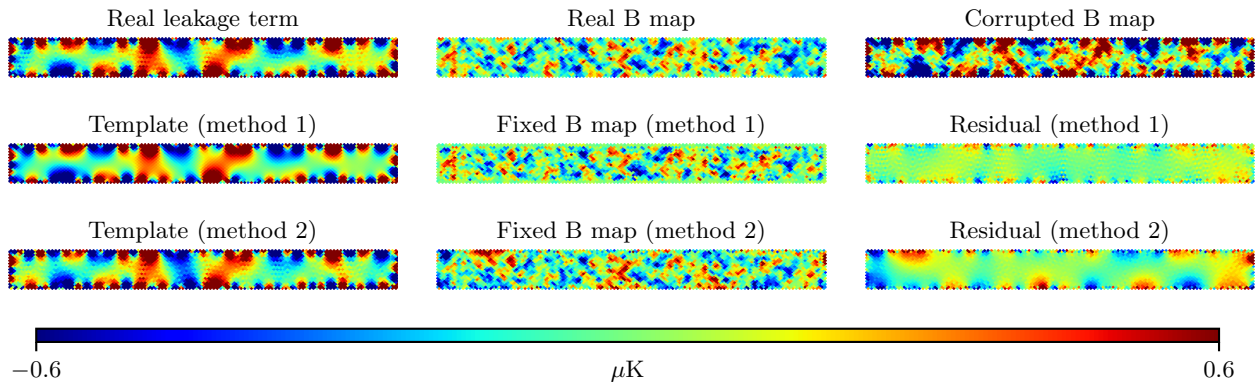 Real leakage term
Real B map
Corrupted B map
Template (method 1)
Fixed B map (method 1)
Residual (method 1)
Template (method 2)
Fixed B map (method 2)
Residual (method 2)
−0.6
μK
0.6